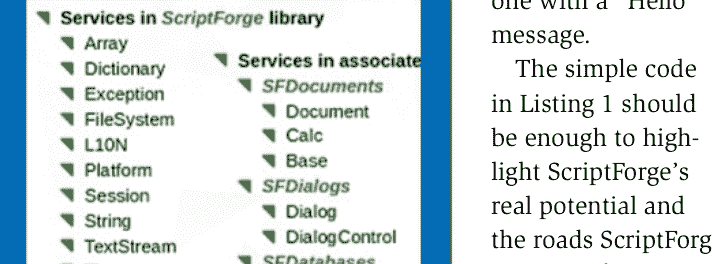 Services in ScriptForge library
Array
Dictionary
Exception
FileSystem
L10N
Platform
Session
String
TextStream
Services in associate
SFDocuments
Document
Calc
Base
SFDialogs
Dialog
DialogControl
SFDatabases
one with a "Hello
message.
The simple code
in Listing 1 should
be enough to high-
light ScriptForge's
real potential and
the roads ScriptForg